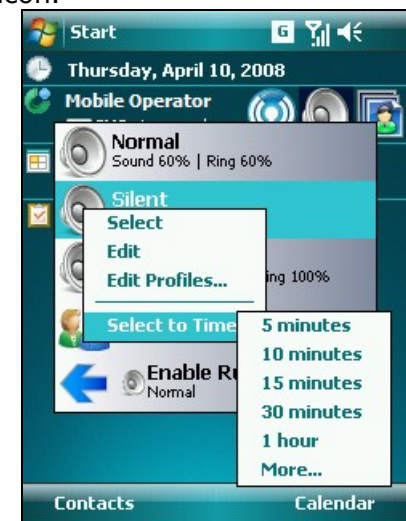 Start
G
Thursday, April 10, 2008
Mobile Operator
Normal
Sound 60% | Ring 60%
Silent
Select
Edit
Edit Profiles...
ing 100%
Select to Time
5 minutes
10 minutes
15 minutes
30 minutes
1 hour
More...
Enable Ru
Normal
Contacts
Calendar